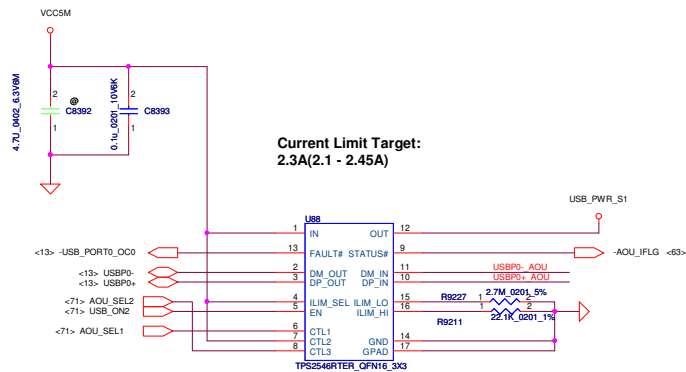 VCC5M
2
@
C8392
1
4.7U_0402_6.3V6M
2
C8393
1
0.1u_0201_10V6K
Current Limit Target:
2.3A(2.1 - 2.45A)
USB_PWR_S1
U88
1 IN OUT 12
<13> -USB_PORT0_OC0 13 FAULT# STATUS# 9 -AOU_IFLG <63>
<13> USBP0- 2 DM_OUT DM_IN 11 USBP0-_AOU
<13> USBP0+ 3 DP_OUT DP_IN 10 USBP0+_AOU
<71> AOU_SEL2 4 ILIM_SEL ILIM_LO 15 R9227 1 2.7M_0201_5% 2
<71> USB_ON2 5 EN ILIM_HI 16 R9211 1 22.1K_0201_1% 2
<71> AOU_SEL1 6 CTL1
7 CTL2 GND 14
8 CTL3 GPAD 17
TPS2546RTER_QFN16_3X3